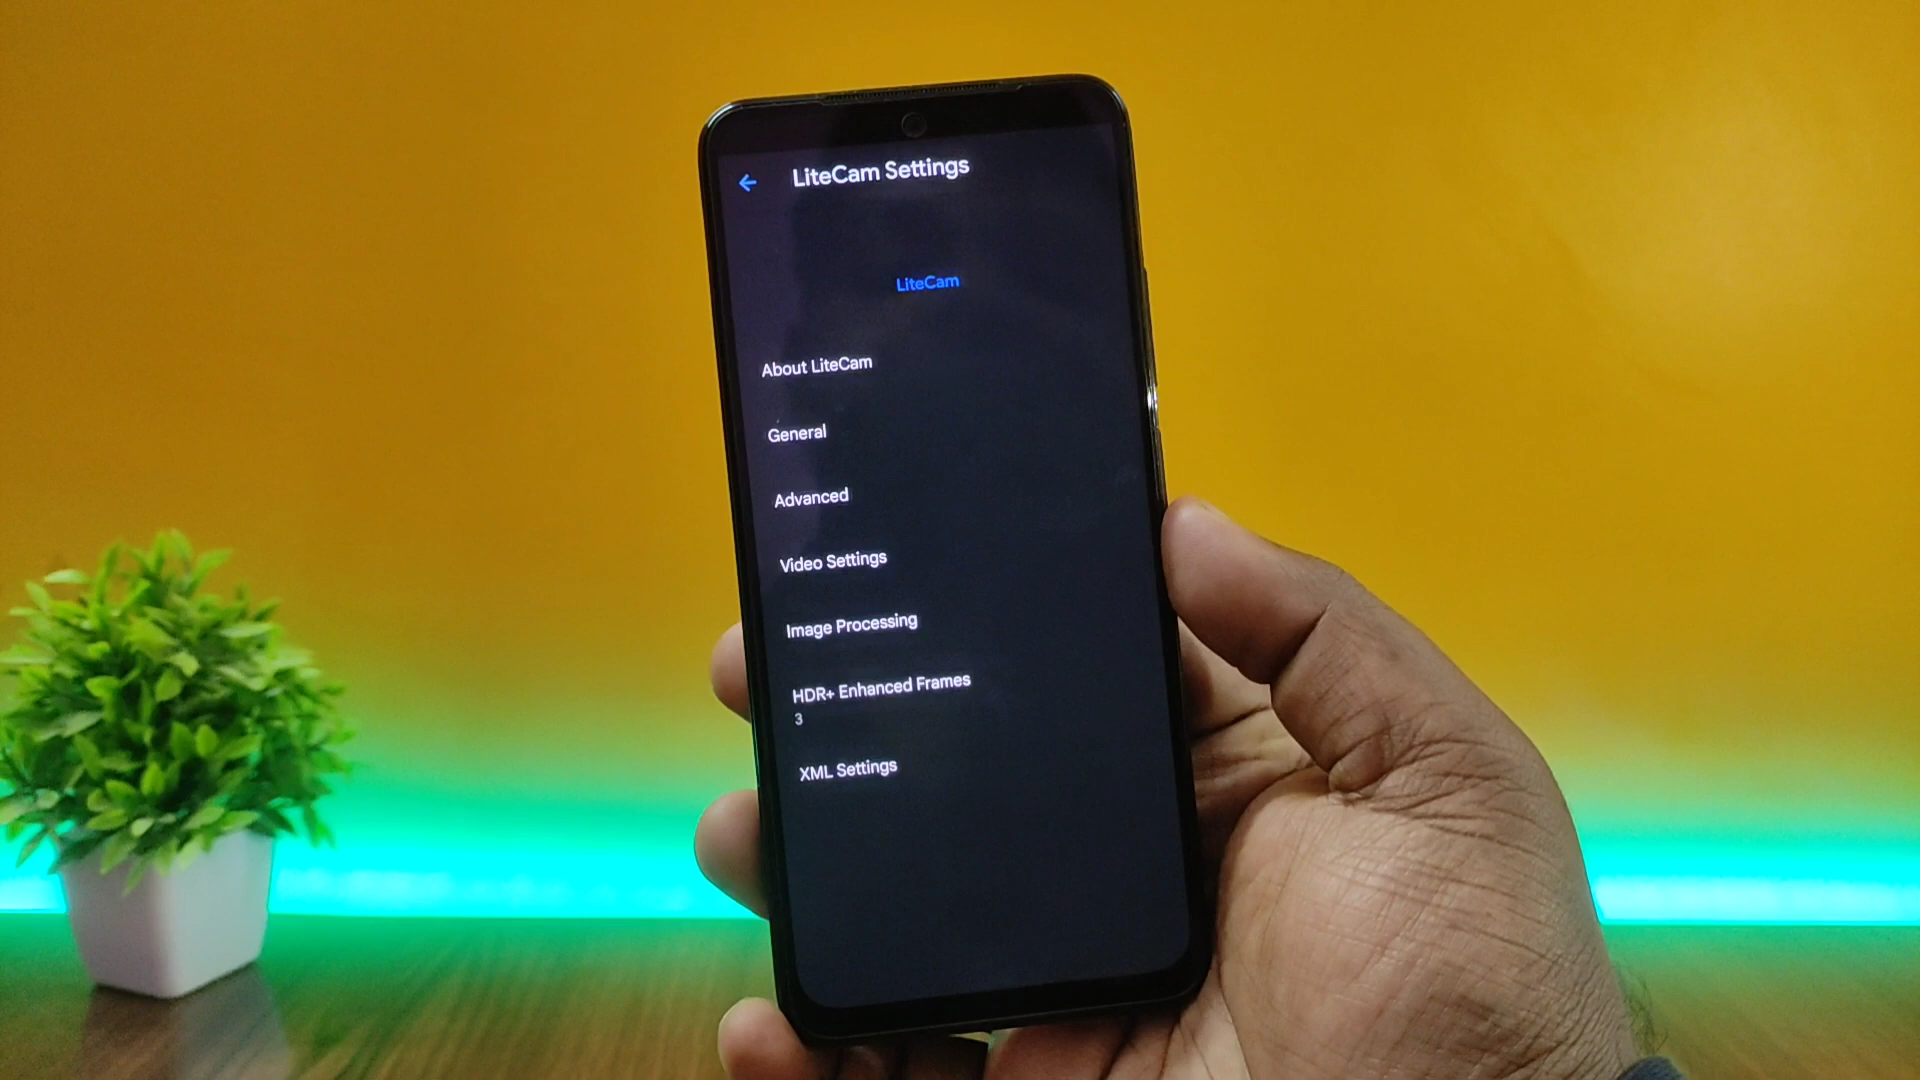 LiteCam Settings
LiteCam
About LiteCam
General
Advanced
Video Settings
Image Processing
HDR+ Enhanced Frames
3
XML Settings